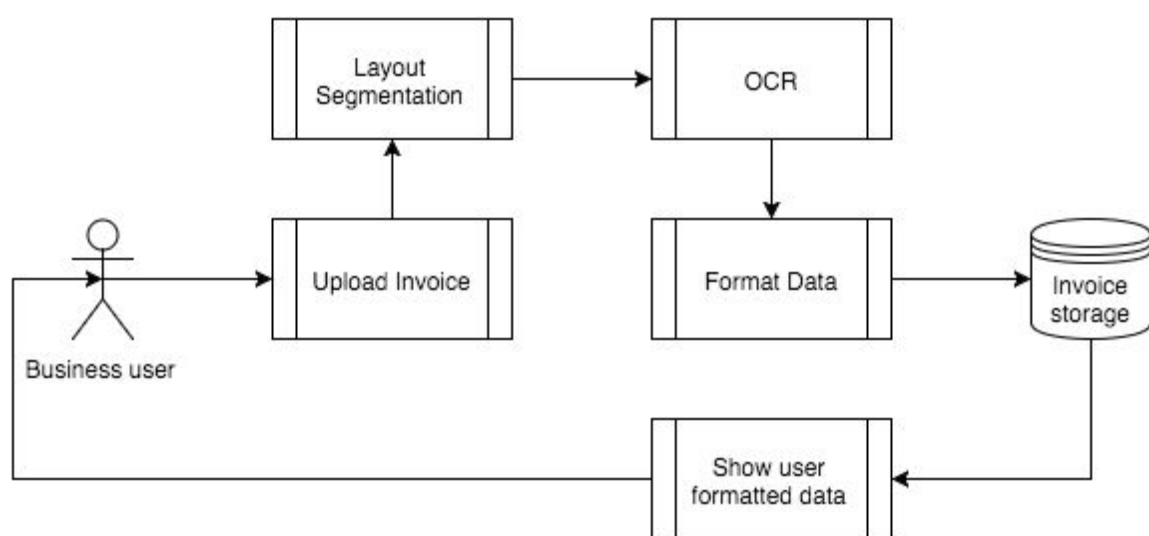 Layout
Segmentation
OCR
Upload Invoice
Format Data
Invoice
storage
Business user
Show user
formatted data